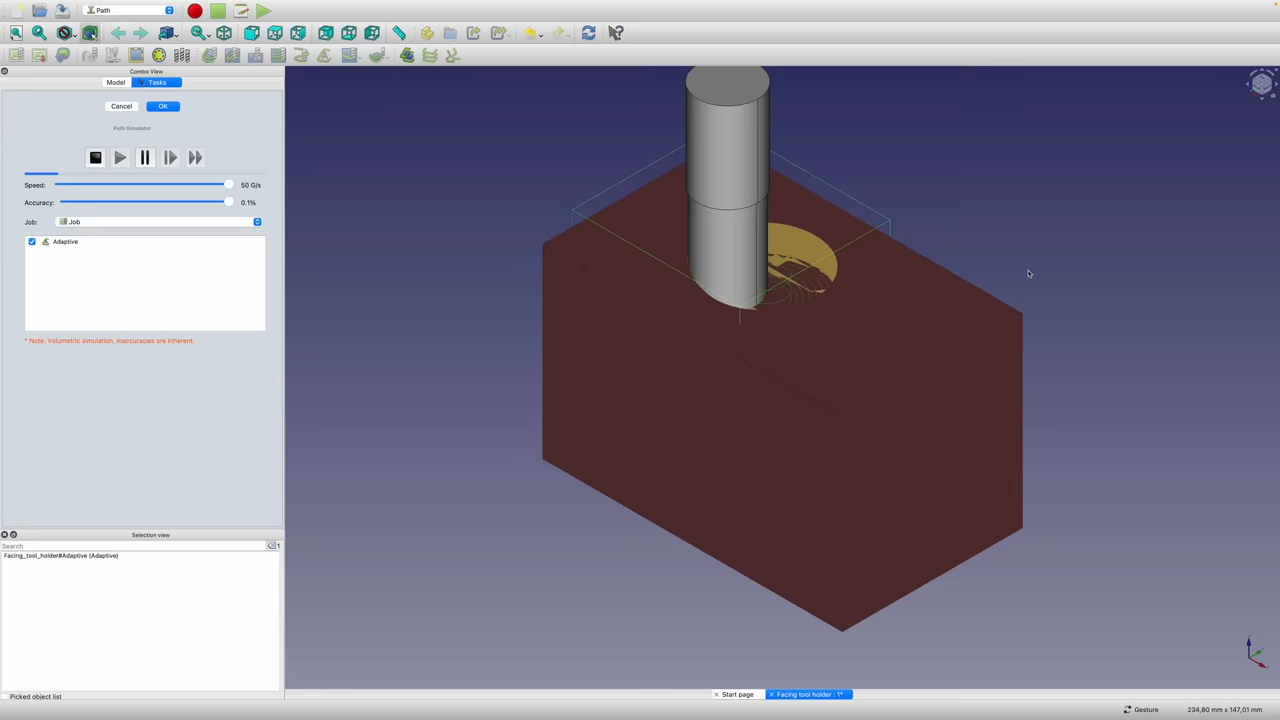 Path
Combo View
Model
Tasks
Cancel
OK
Path Simulator
Speed:
50 G/s
Accuracy:
0.1%
Job:
Job
Adaptive
* Note: Volumetric simulation, inaccuracies are inherent.
Selection view
Search
1
Facing_tool_holder#Adaptive (Adaptive)
Picked object list
Start page
Facing tool holder : 1*
Gesture
234,80 mm x 147,01 mm